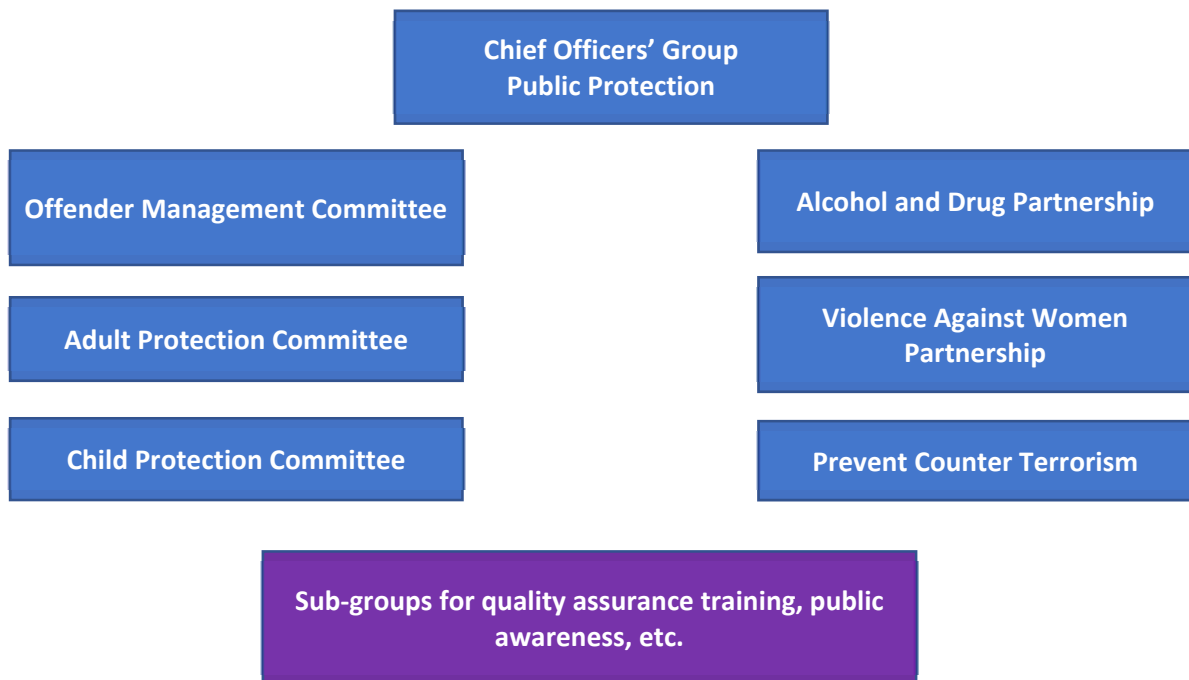 Chief Officers’ Group
Public Protection
Offender Management Committee
Alcohol and Drug Partnership
Adult Protection Committee
Violence Against Women
Partnership
Child Protection Committee
Prevent Counter Terrorism
Sub-groups for quality assurance training, public
awareness, etc.